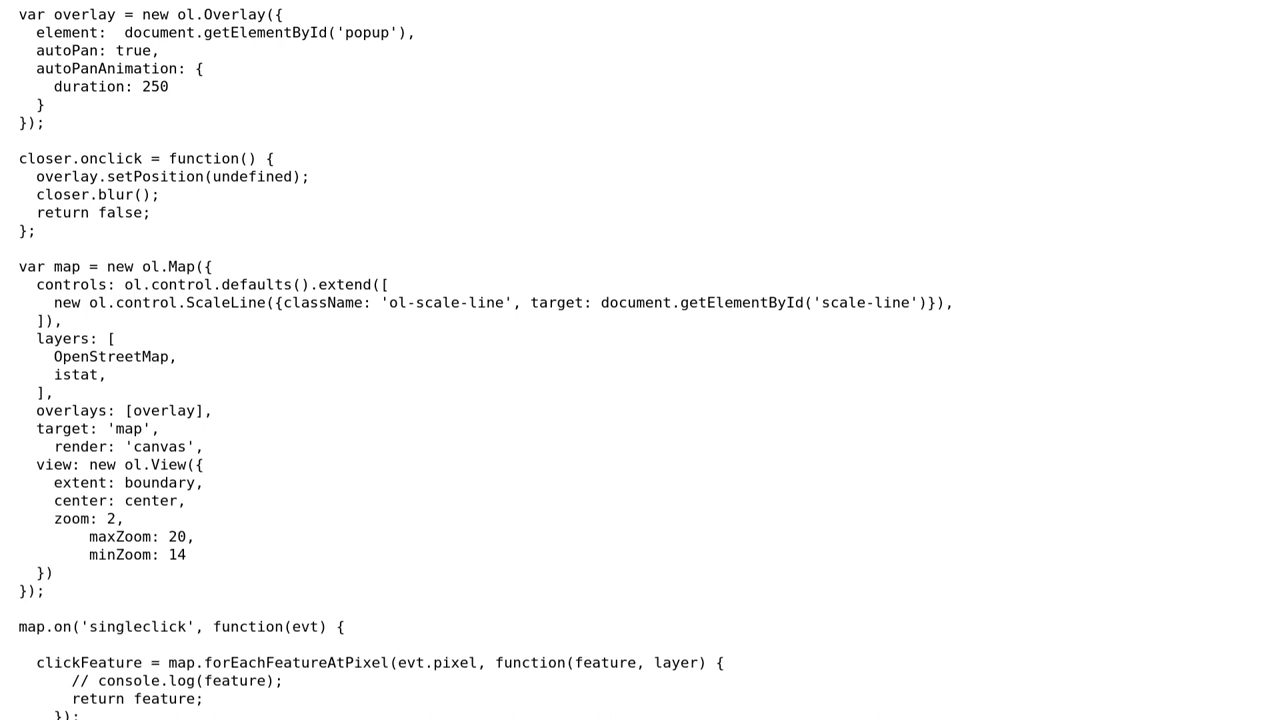 var overlay = new ol.Overlay({
  element:  document.getElementById('popup'),
  autoPan: true,
  autoPanAnimation: {
    duration: 250
  }
});

closer.onclick = function() {
  overlay.setPosition(undefined);
  closer.blur();
  return false;
};

var map = new ol.Map({
  controls: ol.control.defaults().extend([
    new ol.control.ScaleLine({className: 'ol-scale-line', target: document.getElementById('scale-line')}),
  ]),
  layers: [
    OpenStreetMap,
    istat,
  ],
  overlays: [overlay],
  target: 'map',
    render: 'canvas',
  view: new ol.View({
    extent: boundary,
    center: center,
    zoom: 2,
        maxZoom: 20,
        minZoom: 14
  })
});

map.on('singleclick', function(evt) {

  clickFeature = map.forEachFeatureAtPixel(evt.pixel, function(feature, layer) {
      // console.log(feature);
      return feature;
    });